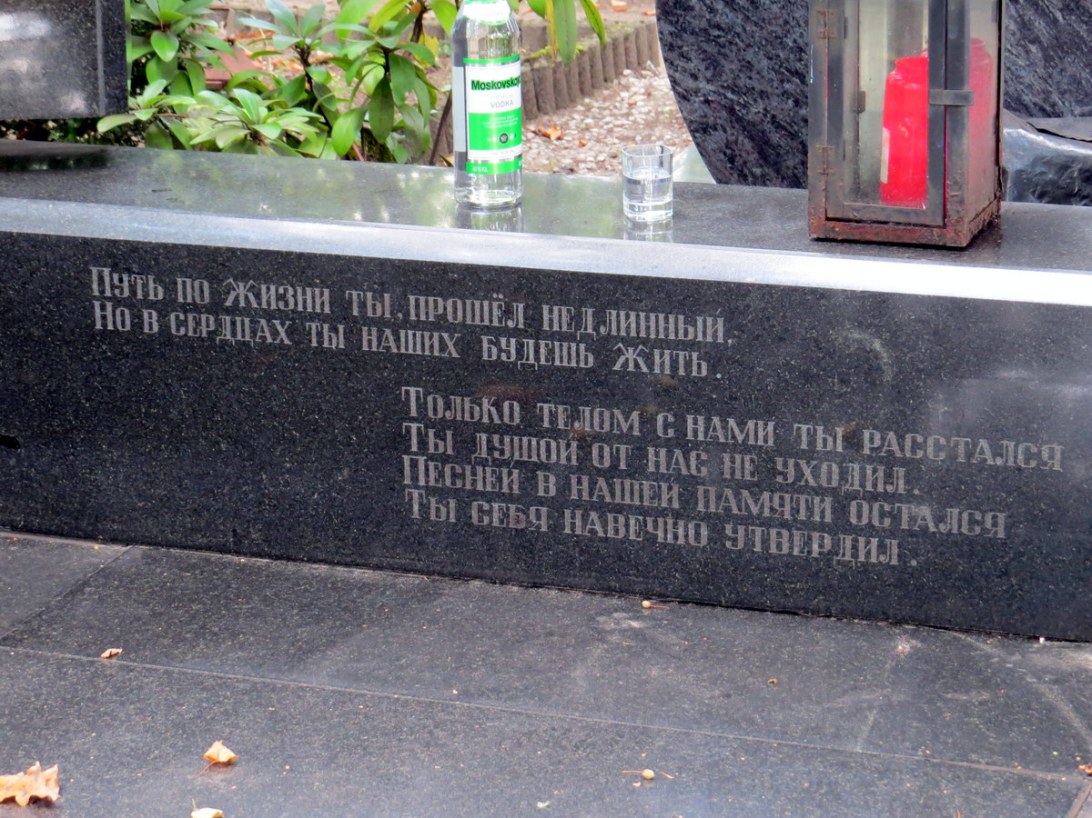 Moskovskaya
VODKA
Путь по жизни ты, прошёл недлинный,
Но в сердцах ты наших будешь жить.
Только телом с нами ты расстался
Ты душой от нас не уходил.
Песней в нашей памяти остался
Ты себя навечно утвердил.